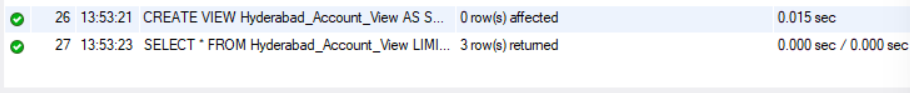 26 13:53:21 CREATE VIEW Hyderabad_Account_View AS S... 0 row(s) affected 0.015 sec
27 13:53:23 SELECT * FROM Hyderabad_Account_View LIMI... 3 row(s) returned 0.000 sec / 0.000 sec